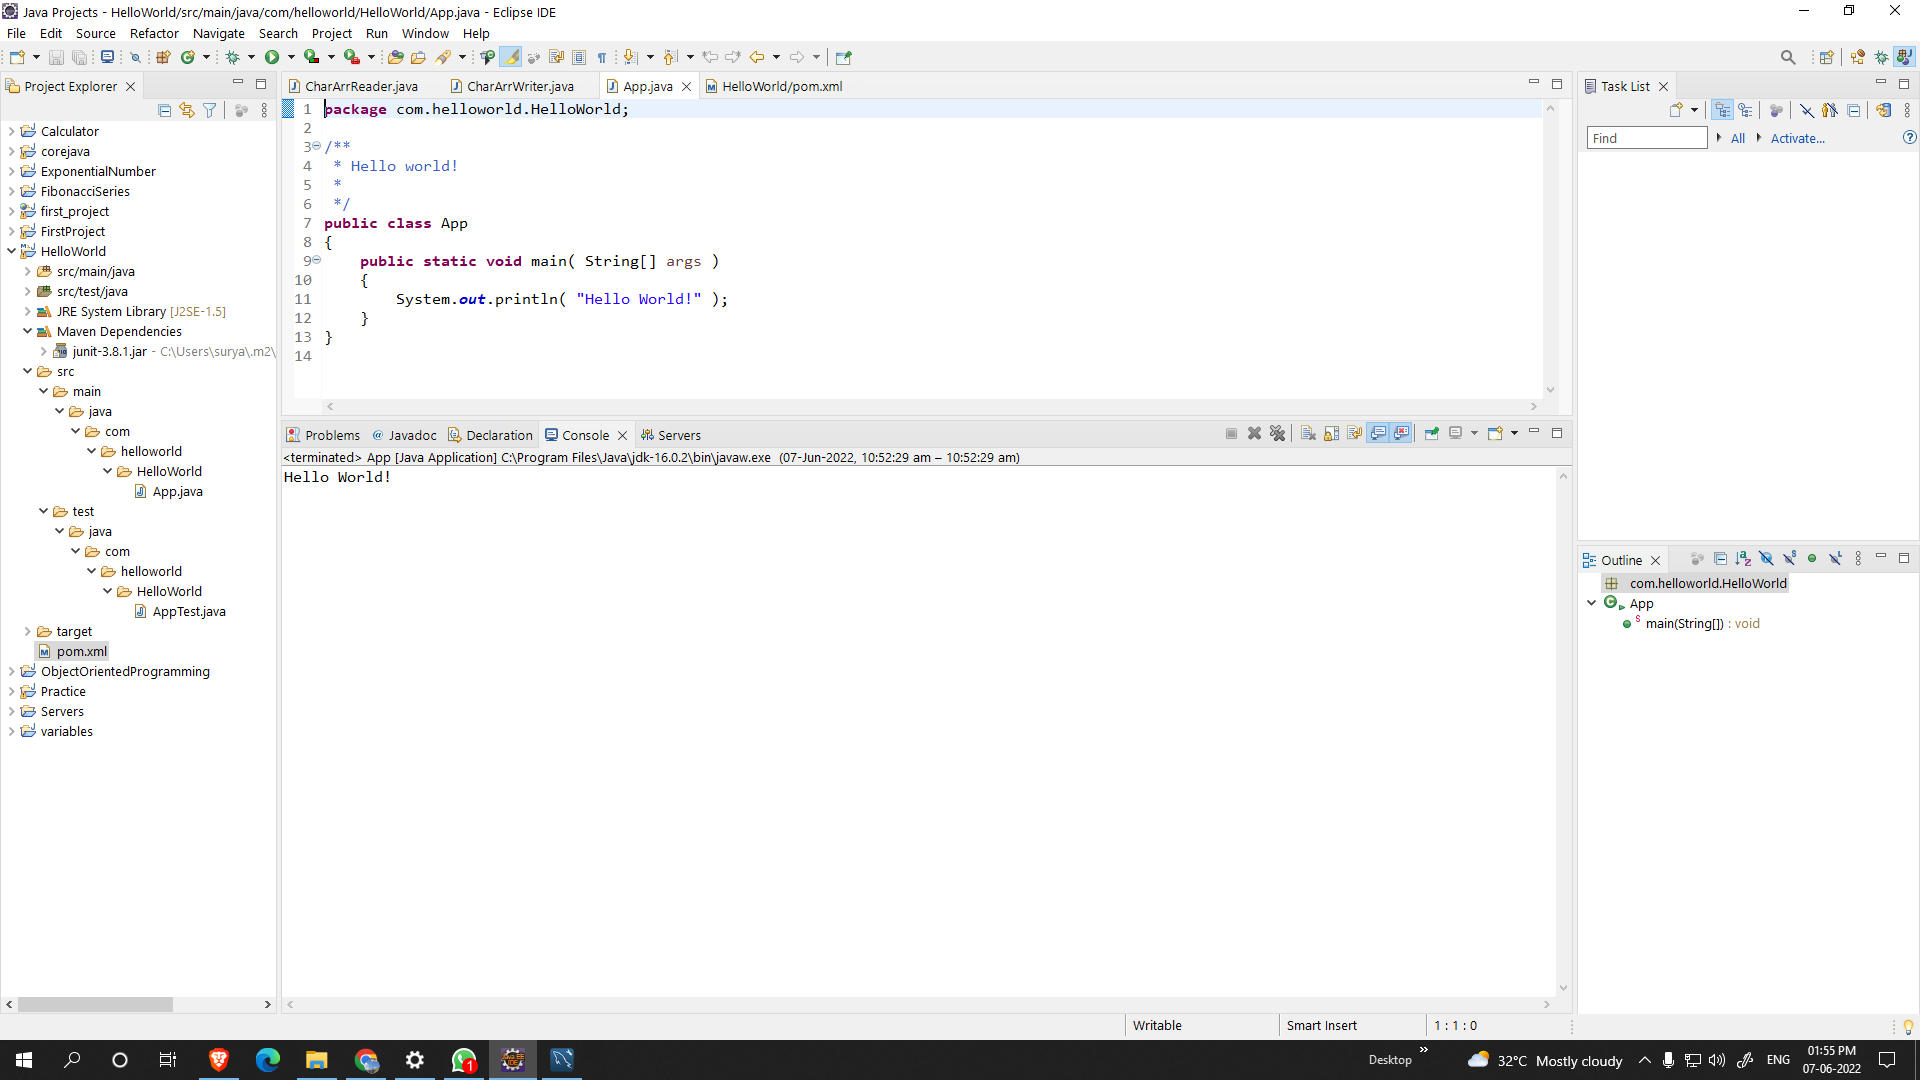 Java Projects - HelloWorld/src/main/java/com/helloworld/HelloWorld/App.java - Eclipse IDE
File Edit Source Refactor Navigate Search Project Run Window Help
Project Explorer
Calculator
corejava
ExponentialNumber
FibonacciSeries
first_project
FirstProject
HelloWorld
src/main/java
src/test/java
JRE System Library [J2SE-1.5]
Maven Dependencies
junit-3.8.1.jar - C:\Users\surya\.m2\
src
main
java
com
helloworld
HelloWorld
App.java
test
java
com
helloworld
HelloWorld
AppTest.java
target
pom.xml
ObjectOrientedProgramming
Practice
Servers
variables
CharArrReader.java CharArrWriter.java App.java HelloWorld/pom.xml
1 package com.helloworld.HelloWorld;
2
3 /**
4 * Hello world!
5 *
6 */
7 public class App
8 {
9 public static void main( String[] args )
10 {
11 System.out.println( "Hello World!" );
12 }
13 }
14
Problems @ Javadoc Declaration Console Servers
<terminated> App [Java Application] C:\Program Files\Java\jdk-16.0.2\bin\javaw.exe (07-Jun-2022, 10:52:29 am – 10:52:29 am)
Hello World!
Task List
Find All Activate...
Outline
com.helloworld.HelloWorld
App
main(String[]) : void
Writable Smart Insert 1 : 1 : 0
Desktop 32°C Mostly cloudy ENG 01:55 PM
07-06-2022